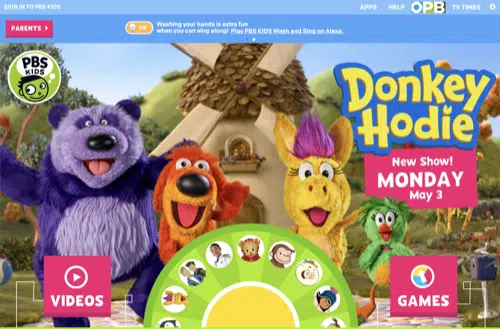 SIGN IN TO PBS KIDS
APPS
HELP
OPB
TV TIMES
PARENTS
TIP
Washing your hands is extra fun
when you can sing along! Play PBS KIDS Wash and Sing on Alexa.
PBS
KIDS
Donkey
Hodie
New Show!
MONDAY
May 3
VIDEOS
GAMES